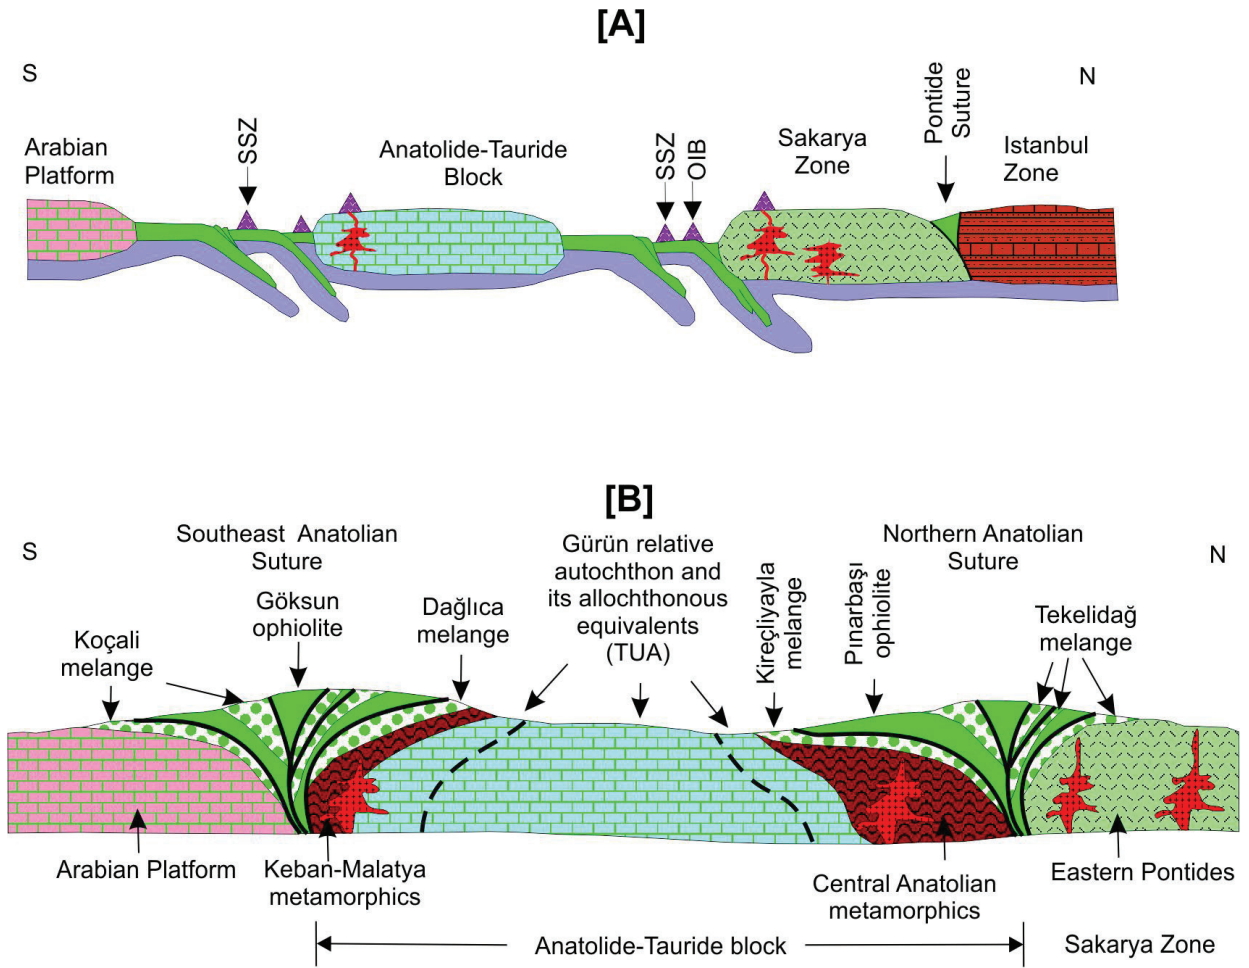 [A]
S
N
Arabian
Platform
SSZ
Anatolide-Tauride
Block
SSZ
OIB
Sakarya
Zone
Pontide
Suture
Istanbul
Zone
[B]
S
N
Southeast Anatolian
Suture
Gürün relative
autochthon and
its allochthonous
equivalents
(TUA)
Northern Anatolian
Suture
Koçali
melange
Göksun
ophiolite
Dağlıca
melange
Kireçliyayla
melange
Pınarbaşı
ophiolite
Tekelidağ
melange
Arabian Platform
Keban-Malatya
metamorphics
Central Anatolian
metamorphics
Eastern Pontides
Anatolide-Tauride block
Sakarya Zone